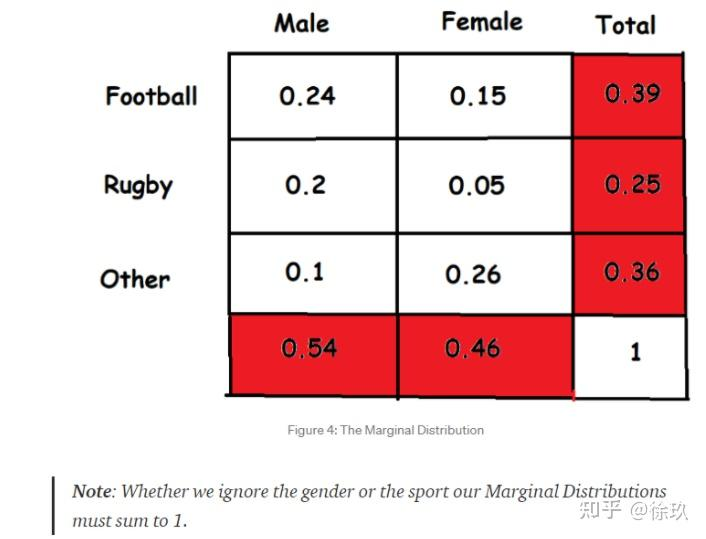 Male Female Total
Football 0.24 0.15 0.39
Rugby 0.2 0.05 0.25
Other 0.1 0.26 0.36
0.54 0.46 1
Figure 4: The Marginal Distribution
Note: Whether we ignore the gender or the sport our Marginal Distributions
must sum to 1.
知乎 @徐玖